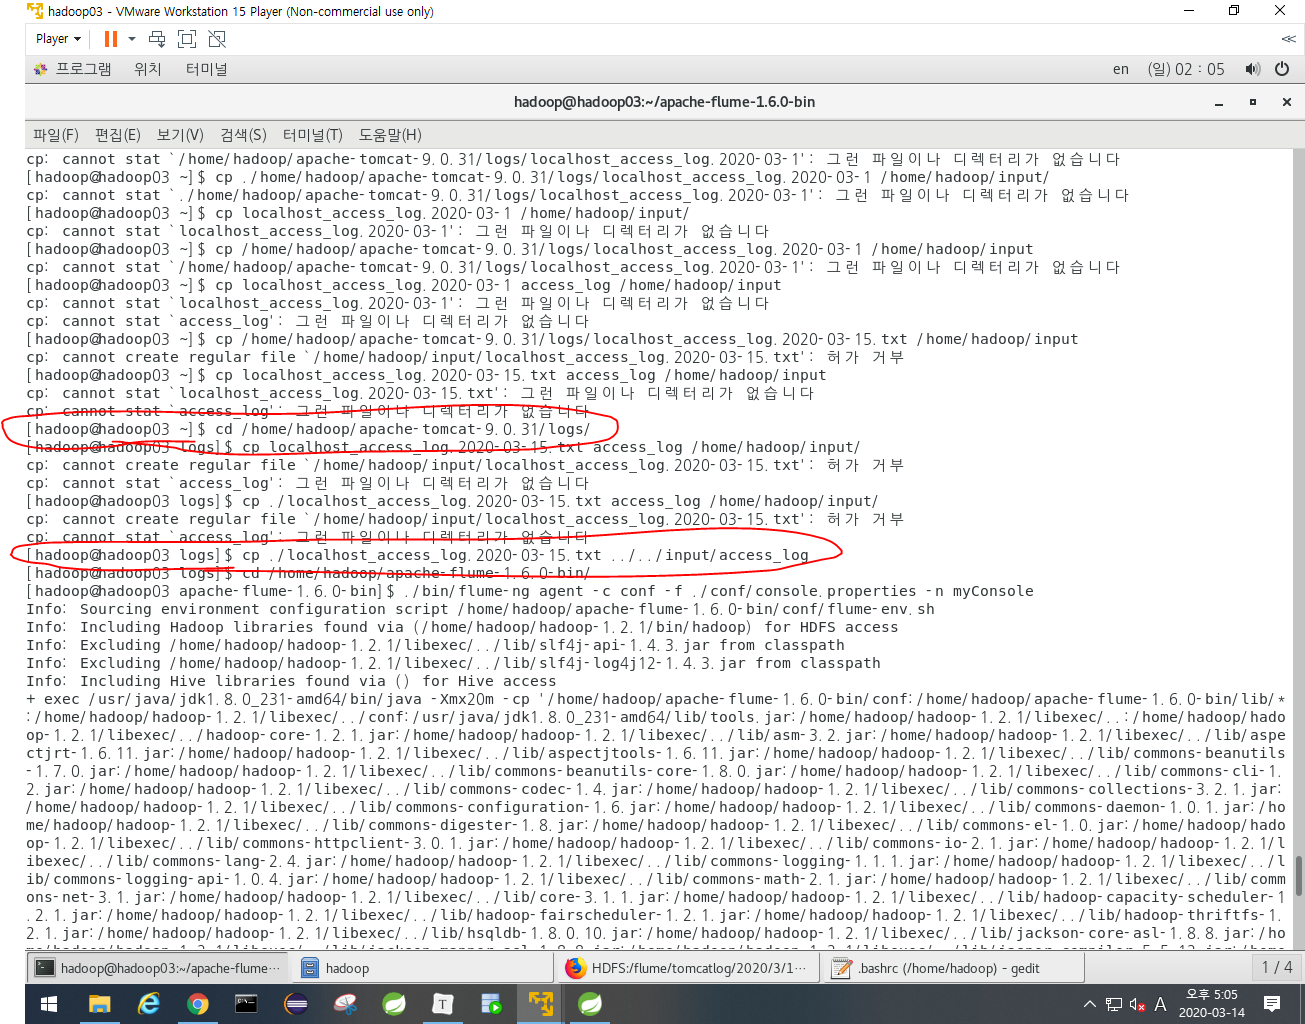 hadoop03 - VMware Workstation 15 Player (Non-commercial use only)
Player
프로그램 위치 터미널 en (일) 02 : 05
hadoop@hadoop03:~/apache-flume-1.6.0-bin
파일(F) 편집(E) 보기(V) 검색(S) 터미널(T) 도움말(H)
cp: cannot stat `/home/hadoop/apache-tomcat-9.0.31/logs/localhost_access_log.2020-03-1': 그런 파일이나 디렉터리가 없습니다
[hadoop@hadoop03 ~]$ cp ./home/hadoop/apache-tomcat-9.0.31/logs/localhost_access_log.2020-03-1 /home/hadoop/input/
cp: cannot stat `./home/hadoop/apache-tomcat-9.0.31/logs/localhost_access_log.2020-03-1': 그런 파일이나 디렉터리가 없습니다
[hadoop@hadoop03 ~]$ cp localhost_access_log.2020-03-1 /home/hadoop/input/
cp: cannot stat `localhost_access_log.2020-03-1': 그런 파일이나 디렉터리가 없습니다
[hadoop@hadoop03 ~]$ cp /home/hadoop/apache-tomcat-9.0.31/logs/localhost_access_log.2020-03-1 /home/hadoop/input
cp: cannot stat `/home/hadoop/apache-tomcat-9.0.31/logs/localhost_access_log.2020-03-1': 그런 파일이나 디렉터리가 없습니다
[hadoop@hadoop03 ~]$ cp localhost_access_log.2020-03-1 access_log /home/hadoop/input
cp: cannot stat `localhost_access_log.2020-03-1': 그런 파일이나 디렉터리가 없습니다
cp: cannot stat `access_log': 그런 파일이나 디렉터리가 없습니다
[hadoop@hadoop03 ~]$ cp /home/hadoop/apache-tomcat-9.0.31/logs/localhost_access_log.2020-03-15.txt /home/hadoop/input
cp: cannot create regular file `/home/hadoop/input/localhost_access_log.2020-03-15.txt': 허가 거부
[hadoop@hadoop03 ~]$ cp localhost_access_log.2020-03-15.txt access_log /home/hadoop/input
cp: cannot stat `localhost_access_log.2020-03-15.txt': 그런 파일이나 디렉터리가 없습니다
cp: cannot stat `access_log': 그런 파일이나 디렉터리가 없습니다
[hadoop@hadoop03 ~]$ cd /home/hadoop/apache-tomcat-9.0.31/logs/
[hadoop@hadoop03 logs]$ cp localhost_access_log.2020-03-15.txt access_log /home/hadoop/input/
cp: cannot create regular file `/home/hadoop/input/localhost_access_log.2020-03-15.txt': 허가 거부
cp: cannot stat `access_log': 그런 파일이나 디렉터리가 없습니다
[hadoop@hadoop03 logs]$ cp ./localhost_access_log.2020-03-15.txt access_log /home/hadoop/input/
cp: cannot create regular file `/home/hadoop/input/localhost_access_log.2020-03-15.txt': 허가 거부
cp: cannot stat `access_log': 그런 파일이나 디렉터리가 없습니다
[hadoop@hadoop03 logs]$ cp ./localhost_access_log.2020-03-15.txt ../../input/access_log
[hadoop@hadoop03 logs]$ cd /home/hadoop/apache-flume-1.6.0-bin/
[hadoop@hadoop03 apache-flume-1.6.0-bin]$ ./bin/flume-ng agent -c conf -f ./conf/console.properties -n myConsole
Info: Sourcing environment configuration script /home/hadoop/apache-flume-1.6.0-bin/conf/flume-env.sh
Info: Including Hadoop libraries found via (/home/hadoop/hadoop-1.2.1/bin/hadoop) for HDFS access
Info: Excluding /home/hadoop/hadoop-1.2.1/libexec/../lib/slf4j-api-1.4.3.jar from classpath
Info: Excluding /home/hadoop/hadoop-1.2.1/libexec/../lib/slf4j-log4j12-1.4.3.jar from classpath
Info: Including Hive libraries found via () for Hive access
+ exec /usr/java/jdk1.8.0_231-amd64/bin/java -Xmx20m -cp '/home/hadoop/apache-flume-1.6.0-bin/conf:/home/hadoop/apache-flume-1.6.0-bin/lib/*
:/home/hadoop/hadoop-1.2.1/libexec/../conf:/usr/java/jdk1.8.0_231-amd64/lib/tools.jar:/home/hadoop/hadoop-1.2.1/libexec/..:/home/hadoop/hado
op-1.2.1/libexec/../hadoop-core-1.2.1.jar:/home/hadoop/hadoop-1.2.1/libexec/../lib/asm-3.2.jar:/home/hadoop/hadoop-1.2.1/libexec/../lib/aspe
ctjrt-1.6.11.jar:/home/hadoop/hadoop-1.2.1/libexec/../lib/aspectjtools-1.6.11.jar:/home/hadoop/hadoop-1.2.1/libexec/../lib/commons-beanutils
-1.7.0.jar:/home/hadoop/hadoop-1.2.1/libexec/../lib/commons-beanutils-core-1.8.0.jar:/home/hadoop/hadoop-1.2.1/libexec/../lib/commons-cli-1.
2.jar:/home/hadoop/hadoop-1.2.1/libexec/../lib/commons-codec-1.4.jar:/home/hadoop/hadoop-1.2.1/libexec/../lib/commons-collections-3.2.1.jar:
/home/hadoop/hadoop-1.2.1/libexec/../lib/commons-configuration-1.6.jar:/home/hadoop/hadoop-1.2.1/libexec/../lib/commons-daemon-1.0.1.jar:/ho
me/hadoop/hadoop-1.2.1/libexec/../lib/commons-digester-1.8.jar:/home/hadoop/hadoop-1.2.1/libexec/../lib/commons-el-1.0.jar:/home/hadoop/hado
op-1.2.1/libexec/../lib/commons-httpclient-3.0.1.jar:/home/hadoop/hadoop-1.2.1/libexec/../lib/commons-io-2.1.jar:/home/hadoop/hadoop-1.2.1/l
ibexec/../lib/commons-lang-2.4.jar:/home/hadoop/hadoop-1.2.1/libexec/../lib/commons-logging-1.1.1.jar:/home/hadoop/hadoop-1.2.1/libexec/../l
ib/commons-logging-api-1.0.4.jar:/home/hadoop/hadoop-1.2.1/libexec/../lib/commons-math-2.1.jar:/home/hadoop/hadoop-1.2.1/libexec/../lib/comm
ons-net-3.1.jar:/home/hadoop/hadoop-1.2.1/libexec/../lib/core-3.1.1.jar:/home/hadoop/hadoop-1.2.1/libexec/../lib/hadoop-capacity-scheduler-1
.2.1.jar:/home/hadoop/hadoop-1.2.1/libexec/../lib/hadoop-fairscheduler-1.2.1.jar:/home/hadoop/hadoop-1.2.1/libexec/../lib/hadoop-thriftfs-1.
2.1.jar:/home/hadoop/hadoop-1.2.1/libexec/../lib/hsqldb-1.8.0.10.jar:/home/hadoop/hadoop-1.2.1/libexec/../lib/jackson-core-asl-1.8.8.jar:/ho
me/hadoop/hadoop-1.2.1/libexec/../lib/jackson-mapper-asl-1.8.8.jar:/home/hadoop/hadoop-1.2.1/libexec/../lib/jasper-compiler-5.5.12.jar:/home
hadoop@hadoop03:~/apache-flume··· hadoop HDFS:/flume/tomcatlog/2020/3/1··· .bashrc (/home/hadoop) - gedit 1 / 4
A 오후 5:05
2020-03-14